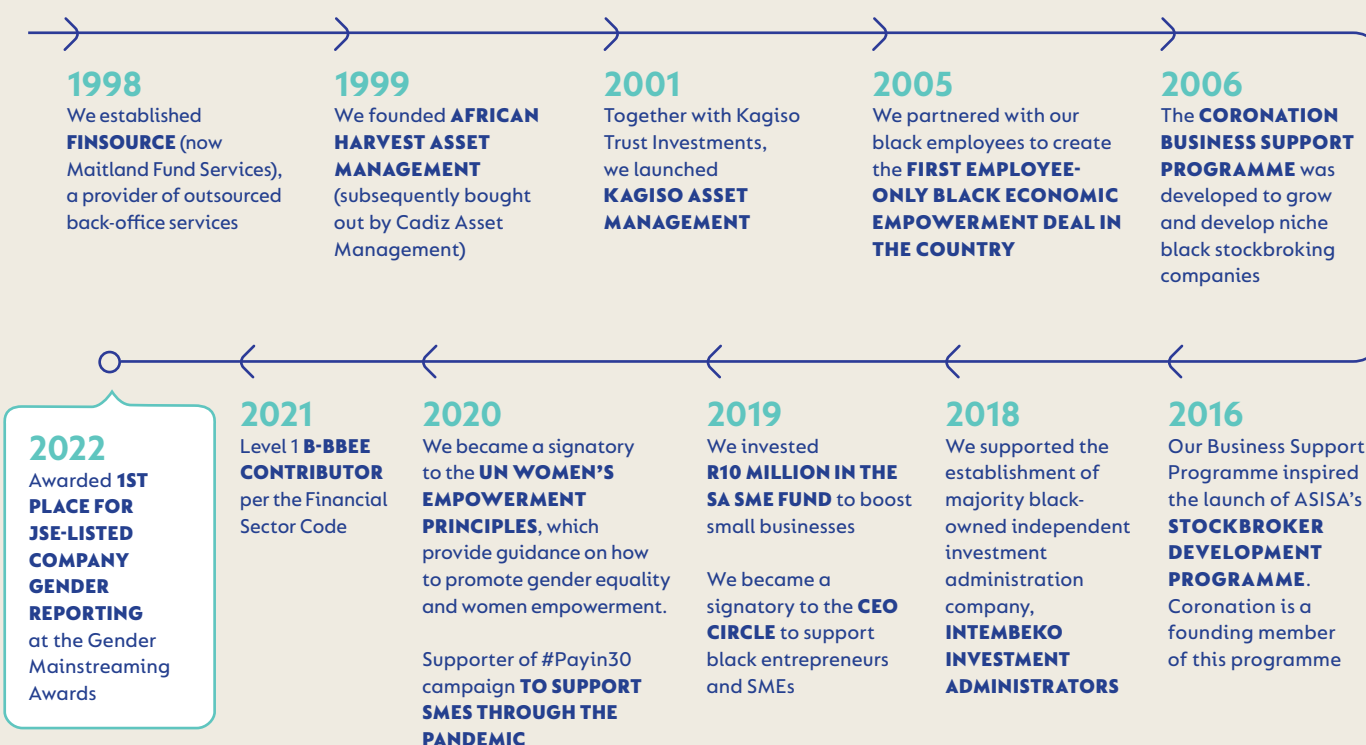 1998
We established
FINSOURCE (now
Maitland Fund Services),
a provider of outsourced
back-office services
1999
We founded AFRICAN
HARVEST ASSET
MANAGEMENT
(subsequently bought
out by Cadiz Asset
Management)
2001
Together with Kagiso
Trust Investments,
we launched
KAGISO ASSET
MANAGEMENT
2005
We partnered with our
black employees to create
the FIRST EMPLOYEE-
ONLY BLACK ECONOMIC
EMPOWERMENT DEAL IN
THE COUNTRY
2006
The CORONATION
BUSINESS SUPPORT
PROGRAMME was
developed to grow
and develop niche
black stockbroking
companies
2022
Awarded 1ST
PLACE FOR
JSE-LISTED
COMPANY
GENDER
REPORTING
at the Gender
Mainstreaming
Awards
2021
Level 1 B-BBEE
CONTRIBUTOR
per the Financial
Sector Code
2020
We became a signatory
to the UN WOMEN’S
EMPOWERMENT
PRINCIPLES, which
provide guidance on how
to promote gender equality
and women empowerment.
Supporter of #Payin30
campaign TO SUPPORT
SMES THROUGH THE
PANDEMIC
2019
We invested
R10 MILLION IN THE
SA SME FUND to boost
small businesses
We became a
signatory to the CEO
CIRCLE to support
black entrepreneurs
and SMEs
2018
We supported the
establishment of
majority black-
owned independent
investment
administration
company,
INTEMBEKO
INVESTMENT
ADMINISTRATORS
2016
Our Business Support
Programme inspired
the launch of ASISA’s
STOCKBROKER
DEVELOPMENT
PROGRAMME.
Coronation is a
founding member
of this programme